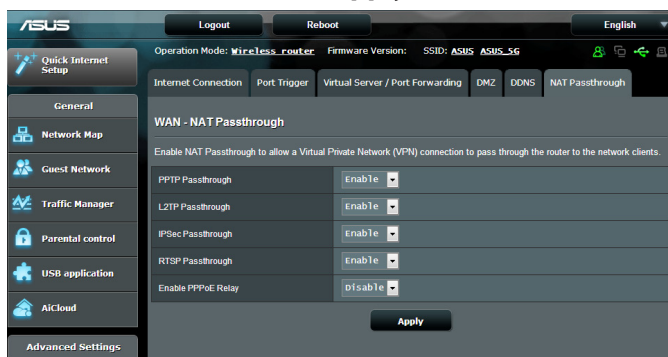 ASUS
Logout Reboot English
Quick Internet Setup
Operation Mode: Wireless router Firmware Version: SSID: ASUS ASUS_5G
Internet Connection Port Trigger Virtual Server / Port Forwarding DMZ DDNS NAT Passthrough
General
Network Map
Guest Network
Traffic Manager
Parental control
USB application
AiCloud
Advanced Settings
WAN - NAT Passthrough
Enable NAT Passthrough to allow a Virtual Private Network (VPN) connection to pass through the router to the network clients.
PPTP Passthrough Enable
L2TP Passthrough Enable
IPSec Passthrough Enable
RTSP Passthrough Enable
Enable PPPoE Relay Disable
Apply